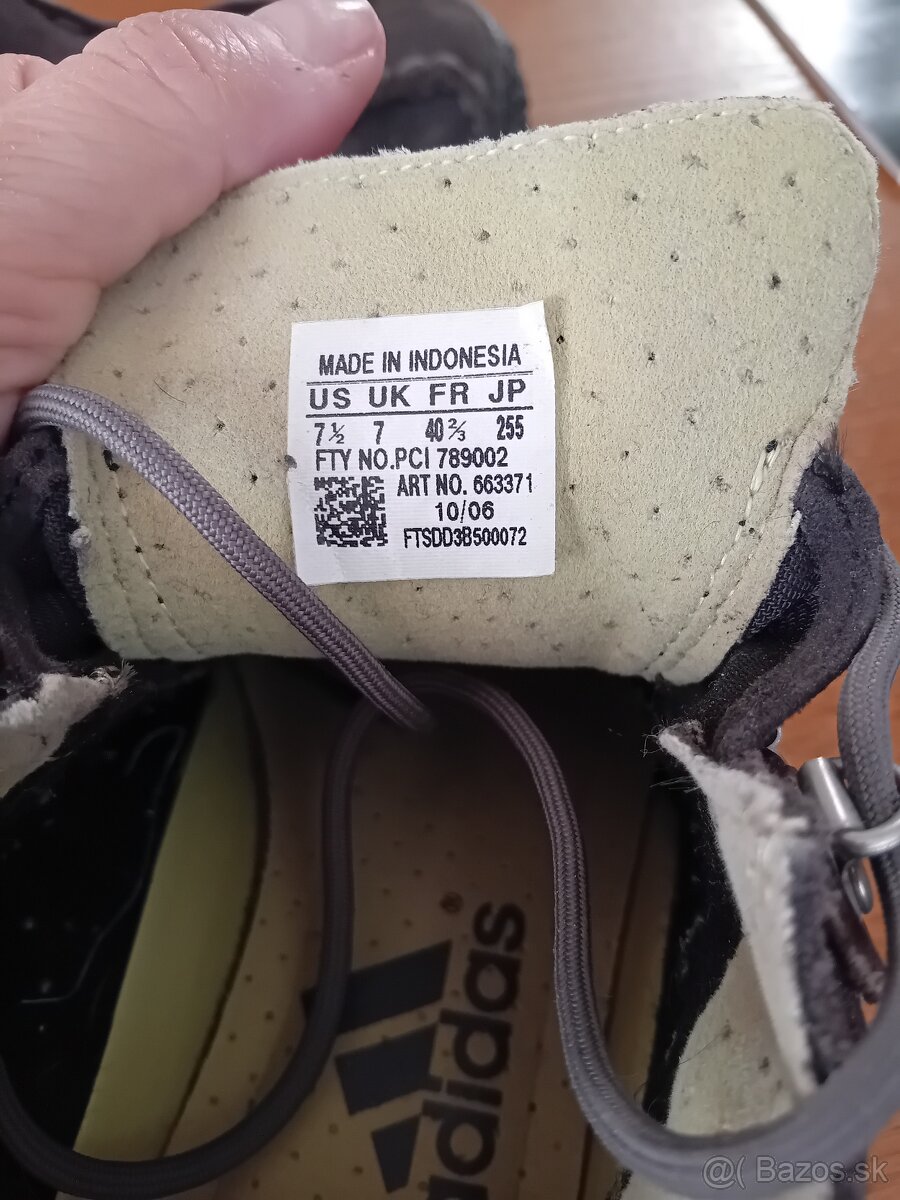 MADE IN INDONESIA
US UK FR JP
7½ 7 40⅔ 255
FTY NO.PCI 789002
ART NO. 663371
10/06
FTSDD3B500072
adidas®
@( Bazos.sk